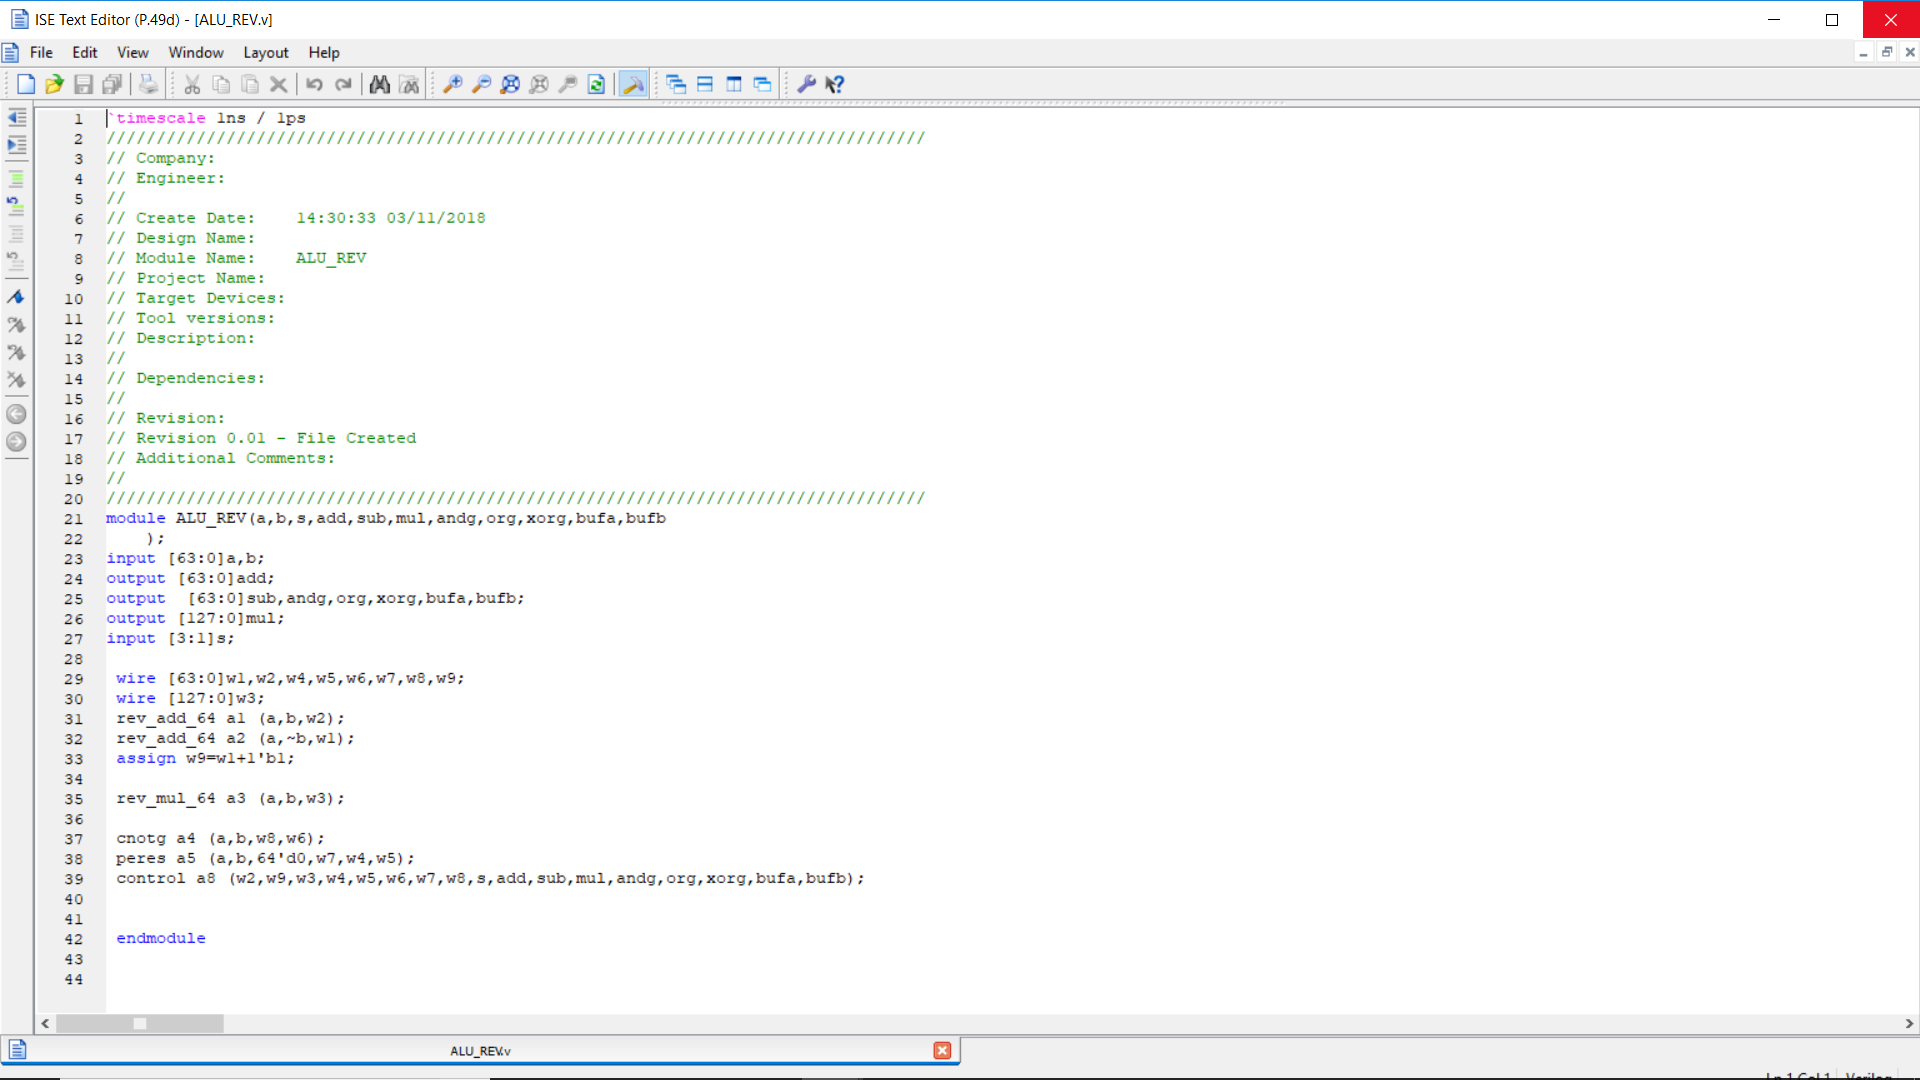 ISE Text Editor (P.49d) - [ALU_REV.v]
File Edit View Window Layout Help
1 `timescale 1ns / 1ps
2 //////////////////////////////////////////////////////////////////////////////////
3 // Company:
4 // Engineer:
5 //
6 // Create Date:    14:30:33 03/11/2018
7 // Design Name:
8 // Module Name:    ALU_REV
9 // Project Name:
10 // Target Devices:
11 // Tool versions:
12 // Description:
13 //
14 // Dependencies:
15 //
16 // Revision:
17 // Revision 0.01 - File Created
18 // Additional Comments:
19 //
20 //////////////////////////////////////////////////////////////////////////////////
21 module ALU_REV(a,b,s,add,sub,mul,andg,org,xorg,bufa,bufb
22     );
23 input [63:0]a,b;
24 output [63:0]add;
25 output  [63:0]sub,andg,org,xorg,bufa,bufb;
26 output [127:0]mul;
27 input [3:1]s;
28
29  wire [63:0]w1,w2,w4,w5,w6,w7,w8,w9;
30  wire [127:0]w3;
31  rev_add_64 a1 (a,b,w2);
32  rev_add_64 a2 (a,~b,w1);
33  assign w9=w1+1'b1;
34
35  rev_mul_64 a3 (a,b,w3);
36
37  cnotg a4 (a,b,w8,w6);
38  peres a5 (a,b,64'd0,w7,w4,w5);
39  control a8 (w2,w9,w3,w4,w5,w6,w7,w8,s,add,sub,mul,andg,org,xorg,bufa,bufb);
40
41
42  endmodule
43
44
ALU_REV.v
Ln 1 Col 1 Verilog